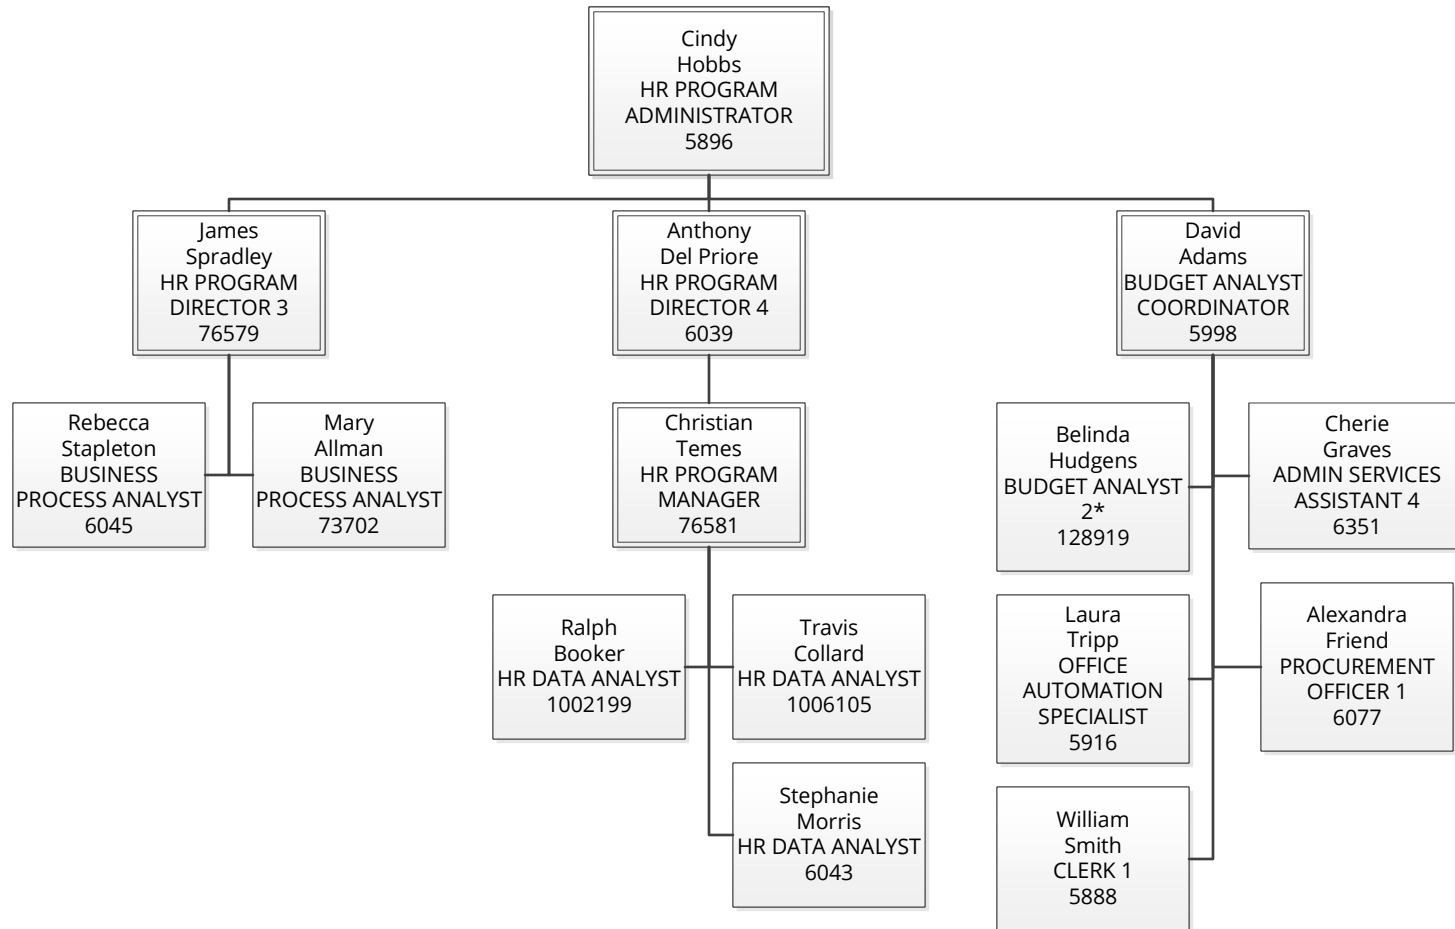 Cindy
Hobbs
HR PROGRAM
ADMINISTRATOR
5896
James
Spradley
HR PROGRAM
DIRECTOR 3
76579
Anthony
Del Priore
HR PROGRAM
DIRECTOR 4
6039
David
Adams
BUDGET ANALYST
COORDINATOR
5998
Rebecca
Stapleton
BUSINESS
PROCESS ANALYST
6045
Mary
Allman
BUSINESS
PROCESS ANALYST
73702
Christian
Temes
HR PROGRAM
MANAGER
76581
Belinda
Hudgens
BUDGET ANALYST
2*
128919
Cherie
Graves
ADMIN SERVICES
ASSISTANT 4
6351
Ralph
Booker
HR DATA ANALYST
1002199
Travis
Collard
HR DATA ANALYST
1006105
Laura
Tripp
OFFICE
AUTOMATION
SPECIALIST
5916
Alexandra
Friend
PROCUREMENT
OFFICER 1
6077
Stephanie
Morris
HR DATA ANALYST
6043
William
Smith
CLERK 1
5888